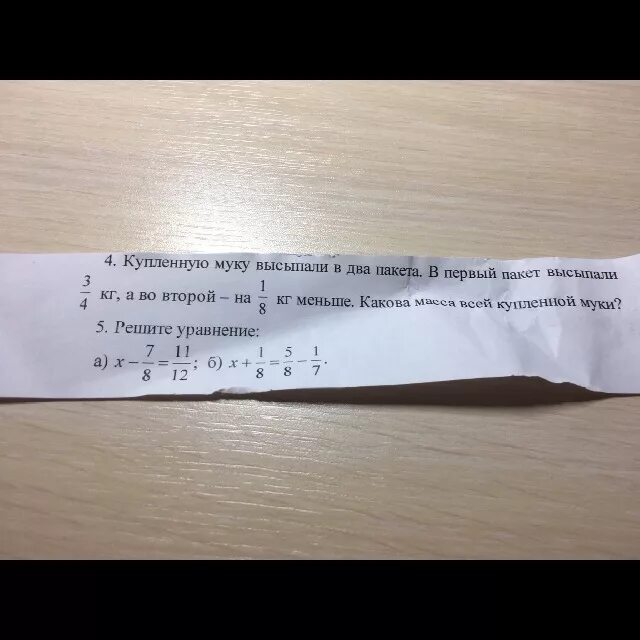 4. Купленную муку высыпали в два пакета. В первый пакет высыпали
3/4 кг, а во второй – на 1/8 кг меньше. Какова масса всей купленной муки?
5. Решите уравнение:
а) x − 7/8 = 11/12; б) x + 1/8 = 5/8 − 1/7.